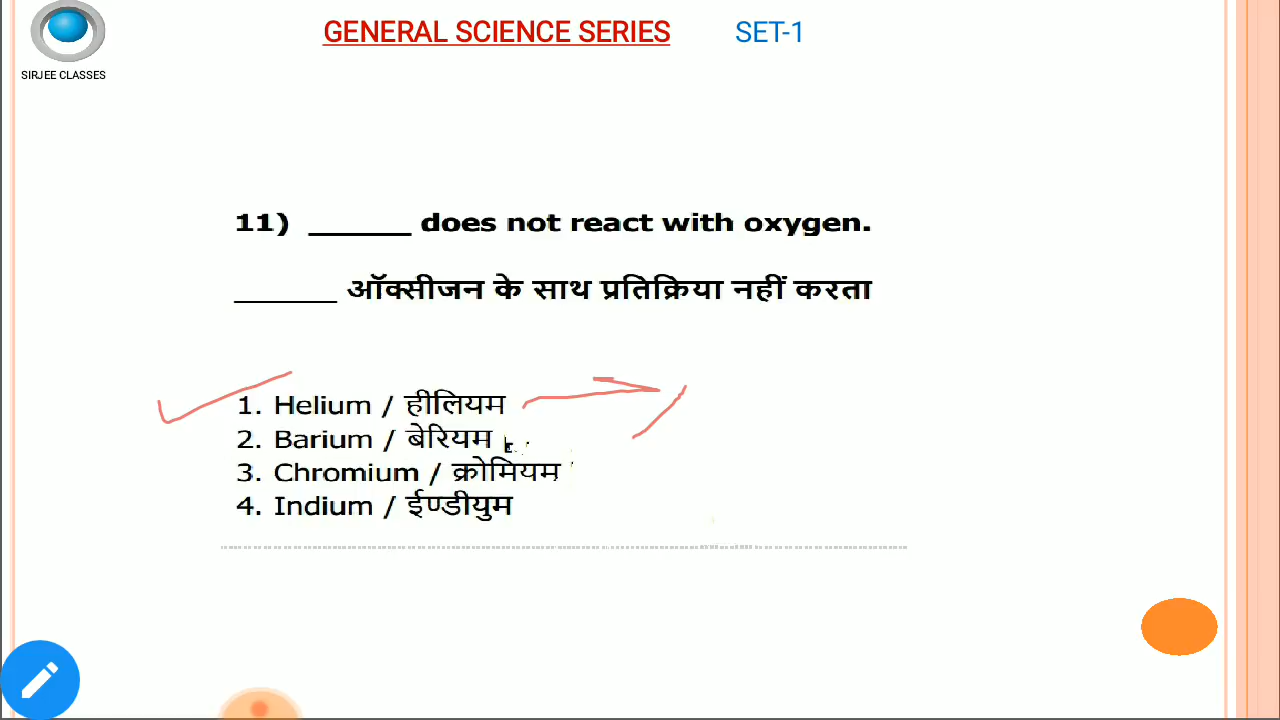 GENERAL SCIENCE SERIES SET-1
SIRJEE CLASSES
11) ______ does not react with oxygen.
______ ऑक्सीजन के साथ प्रतिक्रिया नहीं करता
1. Helium / हीलियम
2. Barium / बेरियम
3. Chromium / क्रोमियम
4. Indium / ईण्डीयुम